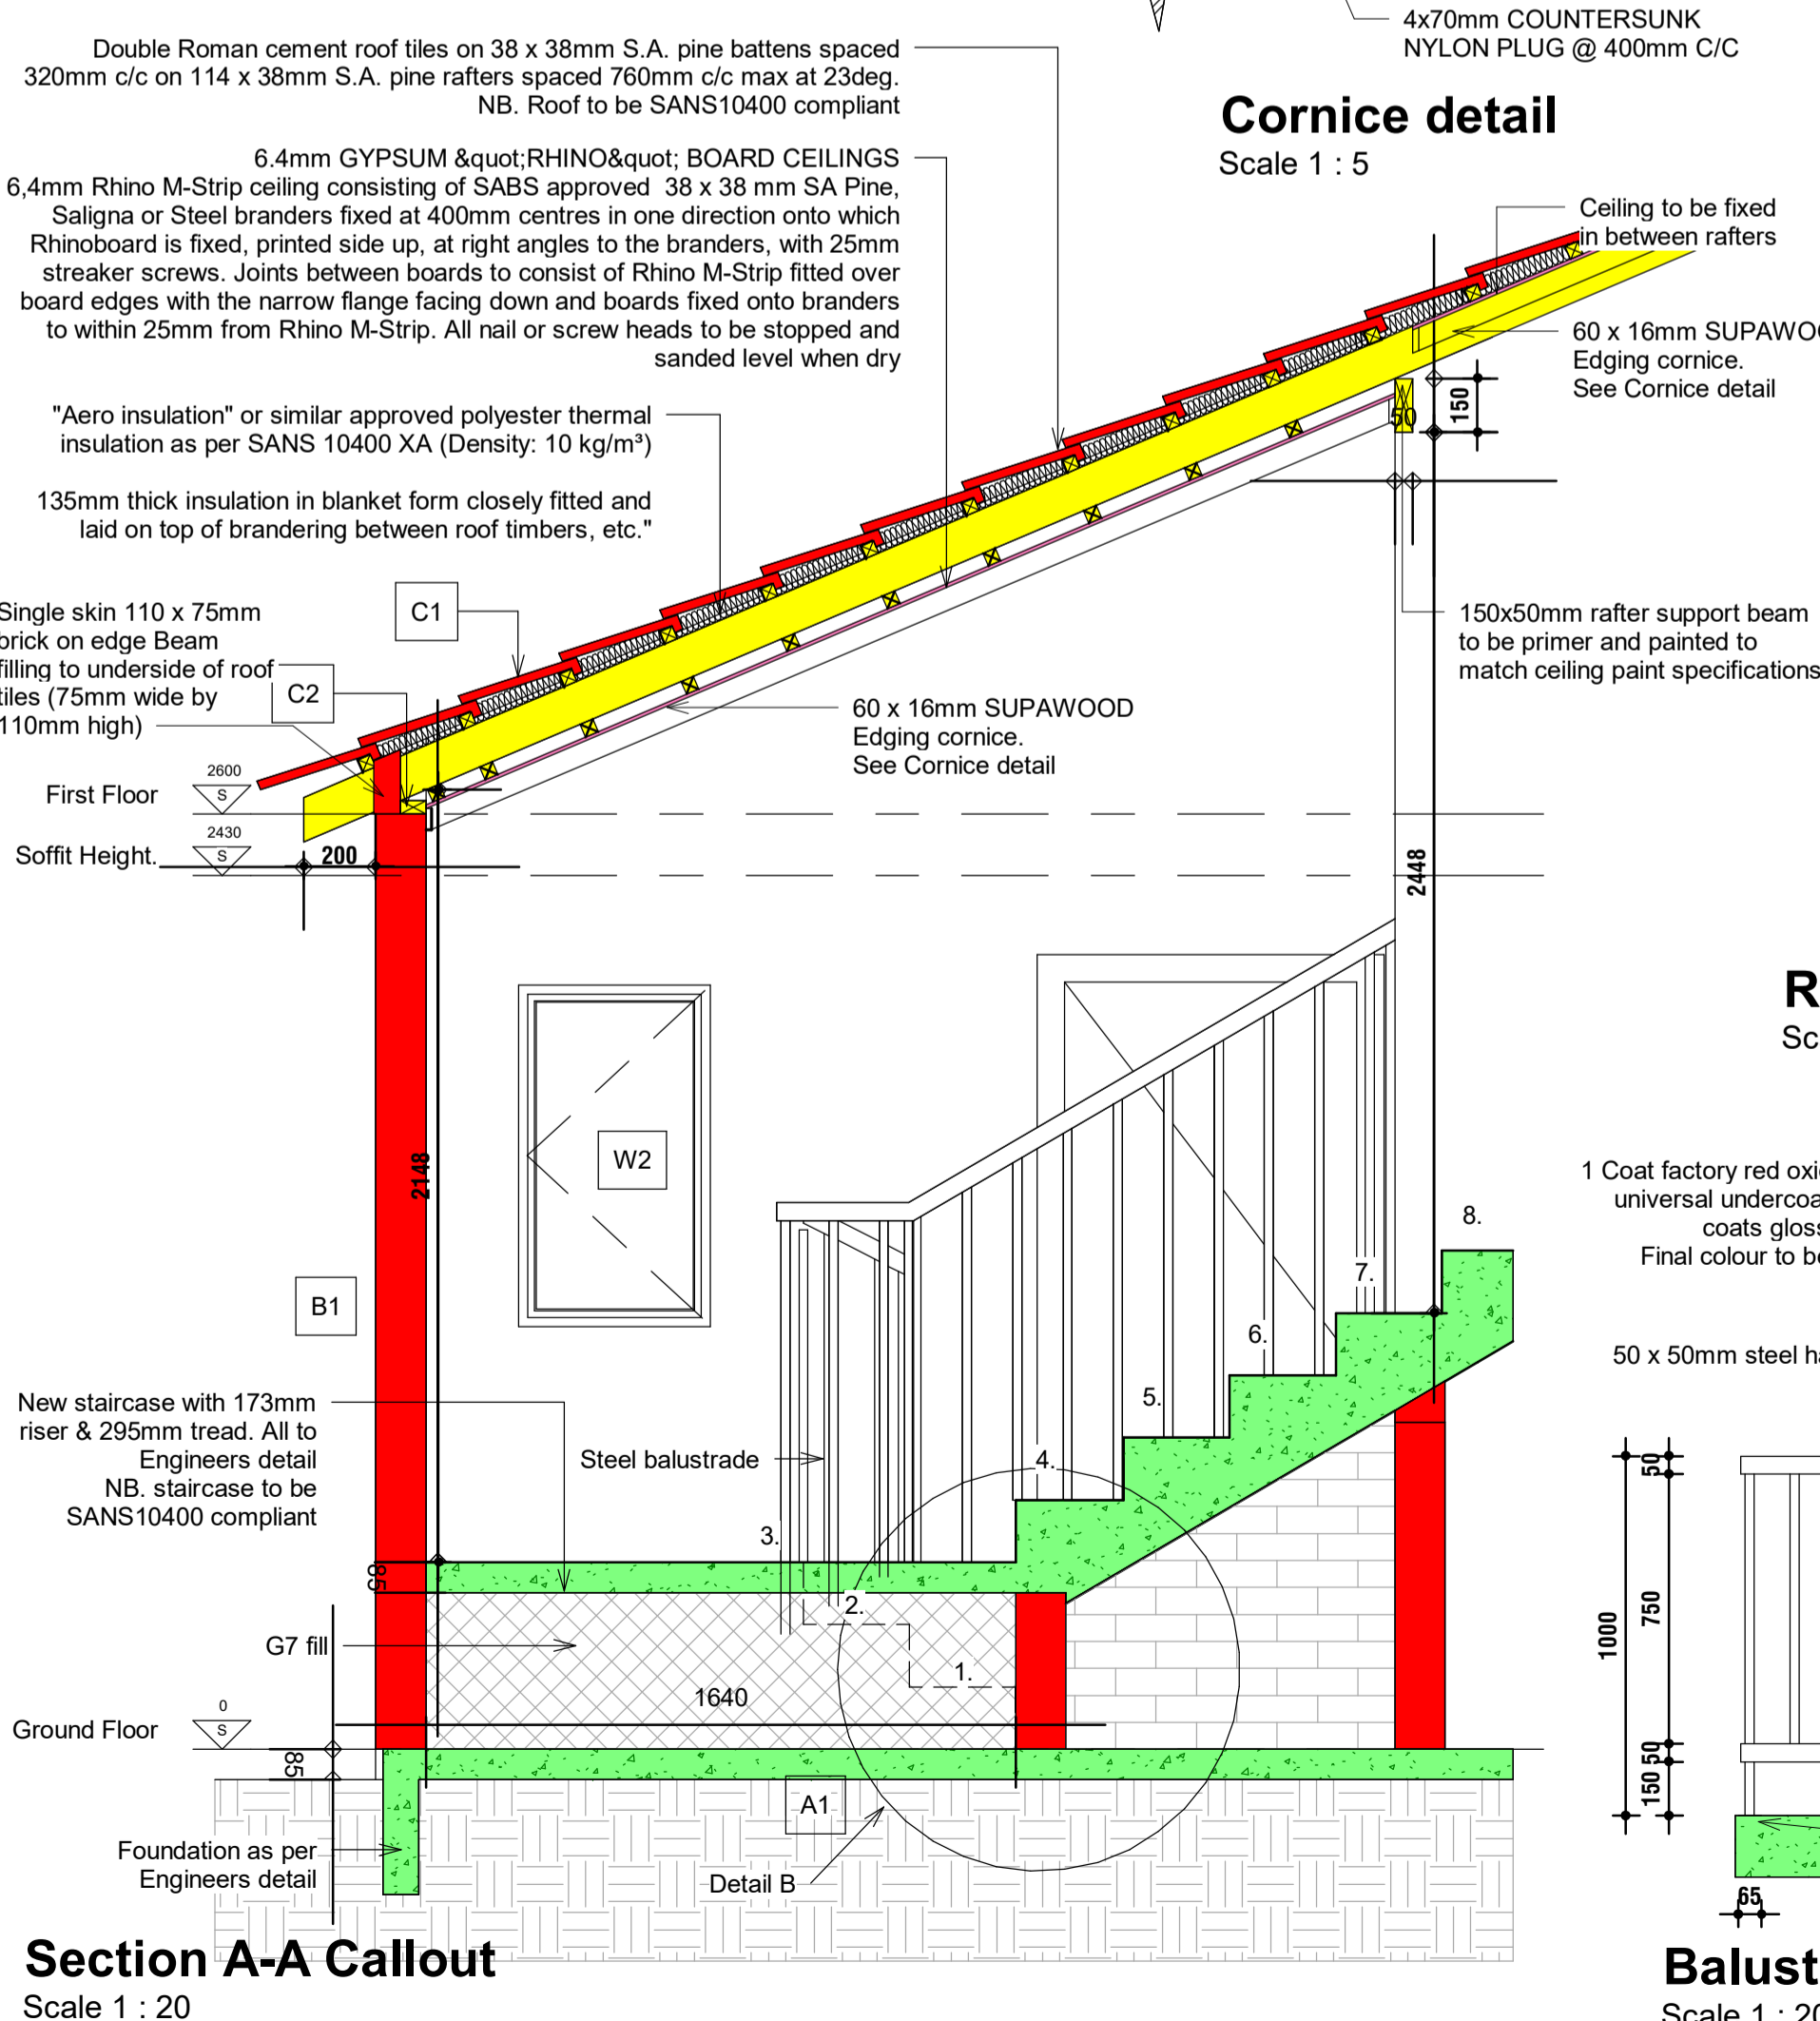 4x70mm COUNTERSUNK
NYLON PLUG @ 400mm C/C
Cornice detail
Scale 1 : 5
Double Roman cement roof tiles on 38 x 38mm S.A. pine battens spaced
320mm c/c on 114 x 38mm S.A. pine rafters spaced 760mm c/c max at 23deg.
NB. Roof to be SANS10400 compliant
6.4mm GYPSUM &quot;RHINO&quot; BOARD CEILINGS
6,4mm Rhino M-Strip ceiling consisting of SABS approved 38 x 38 mm SA Pine,
Saligna or Steel branders fixed at 400mm centres in one direction onto which
Rhinoboard is fixed, printed side up, at right angles to the branders, with 25mm
streaker screws. Joints between boards to consist of Rhino M-Strip fitted over
board edges with the narrow flange facing down and boards fixed onto branders
to within 25mm from Rhino M-Strip. All nail or screw heads to be stopped and
sanded level when dry
Ceiling to be fixed
in between rafters
60 x 16mm SUPAWOO
Edging cornice.
See Cornice detail
150
50
"Aero insulation" or similar approved polyester thermal
insulation as per SANS 10400 XA (Density: 10 kg/m³)
135mm thick insulation in blanket form closely fitted and
laid on top of brandering between roof timbers, etc."
C1
Single skin 110 x 75mm
brick on edge Beam
filling to underside of roof
tiles (75mm wide by
110mm high)
C2
150x50mm rafter support beam
to be primer and painted to
match ceiling paint specifications
60 x 16mm SUPAWOOD
Edging cornice.
See Cornice detail
First Floor
2600
S
Soffit Height.
2430
S
200
2448
R
Sc
W2
2148
1 Coat factory red oxi
universal undercoa
coats gloss
Final colour to be
50 x 50mm steel ha
B1
8.
7.
6.
5.
4.
3.
2.
1.
New staircase with 173mm
riser & 295mm tread. All to
Engineers detail
NB. staircase to be
SANS10400 compliant
Steel balustrade
85
G7 fill
1640
Ground Floor
0
S
85
A1
Foundation as per
Engineers detail
Detail B
50
750
1000
50
150
65
Section A-A Callout
Scale 1 : 20
Balust
Scale 1 : 20